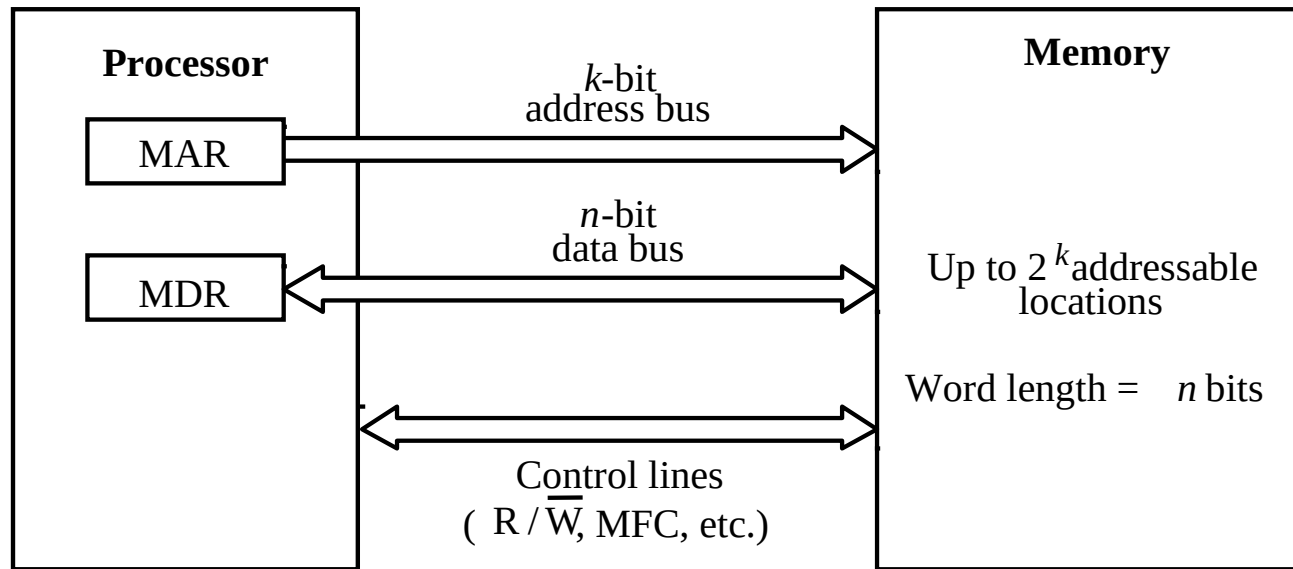 Processor
Memory
k-bit
address bus
MAR
n-bit
data bus
MDR
Up to 2^k addressable
locations
Word length = n bits
Control lines
( R / W̅, MFC, etc.)